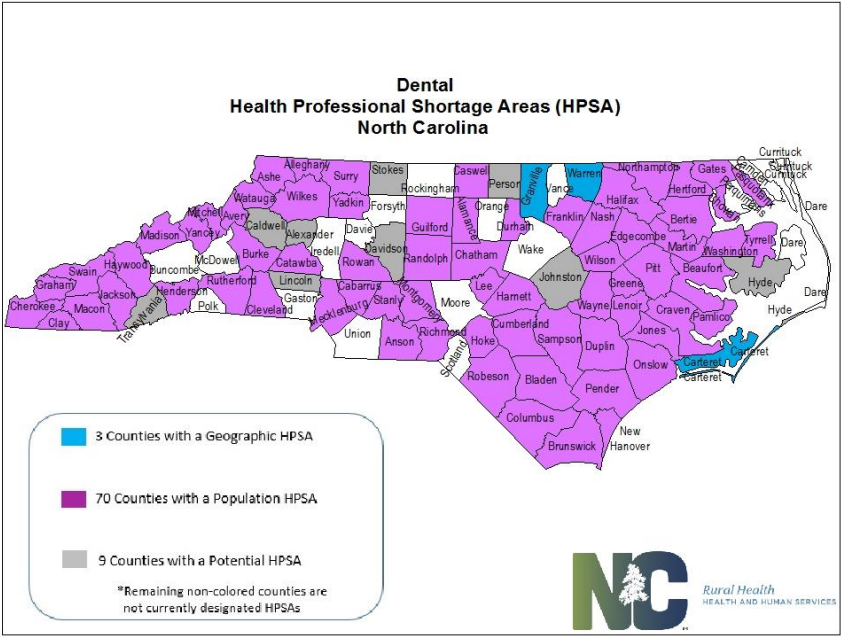 Dental
Health Professional Shortage Areas (HPSA)
North Carolina
Currituck
Currituck
Currituck
Camden
Pasquotank
Perquimans
Chowan
Gates
Northampton
Hertford
Warren
Vance
Granville
Person
Caswell
Rockingham
Stokes
Surry
Alleghany
Ashe
Watauga
Wilkes
Yadkin
Forsyth
Guilford
Alamance
Orange
Durham
Franklin
Nash
Halifax
Bertie
Dare
Mitchell
Avery
Caldwell
Alexander
Davie
Davidson
Iredell
Edgecombe
Martin
Washington
Tyrrell
Dare
Madison
Yancey
Burke
McDowell
Catawba
Rowan
Randolph
Chatham
Wake
Wilson
Pitt
Beaufort
Hyde
Haywood
Buncombe
Swain
Graham
Jackson
Henderson
Rutherford
Lincoln
Cabarrus
Stanly
Montgomery
Lee
Harnett
Johnston
Greene
Wayne
Lenoir
Craven
Pamlico
Dare
Hyde
Cherokee
Macon
Clay
Transylvania
Polk
Cleveland
Gaston
Mecklenburg
Union
Anson
Richmond
Moore
Scotland
Hoke
Cumberland
Sampson
Duplin
Jones
Onslow
Carteret
Carteret
Carteret
Robeson
Bladen
Pender
Columbus
Brunswick
New
Hanover
3 Counties with a Geographic HPSA
70 Counties with a Population HPSA
9 Counties with a Potential HPSA
*Remaining non-colored counties are
not currently designated HPSAs
NC
Rural Health
HEALTH AND HUMAN SERVICES